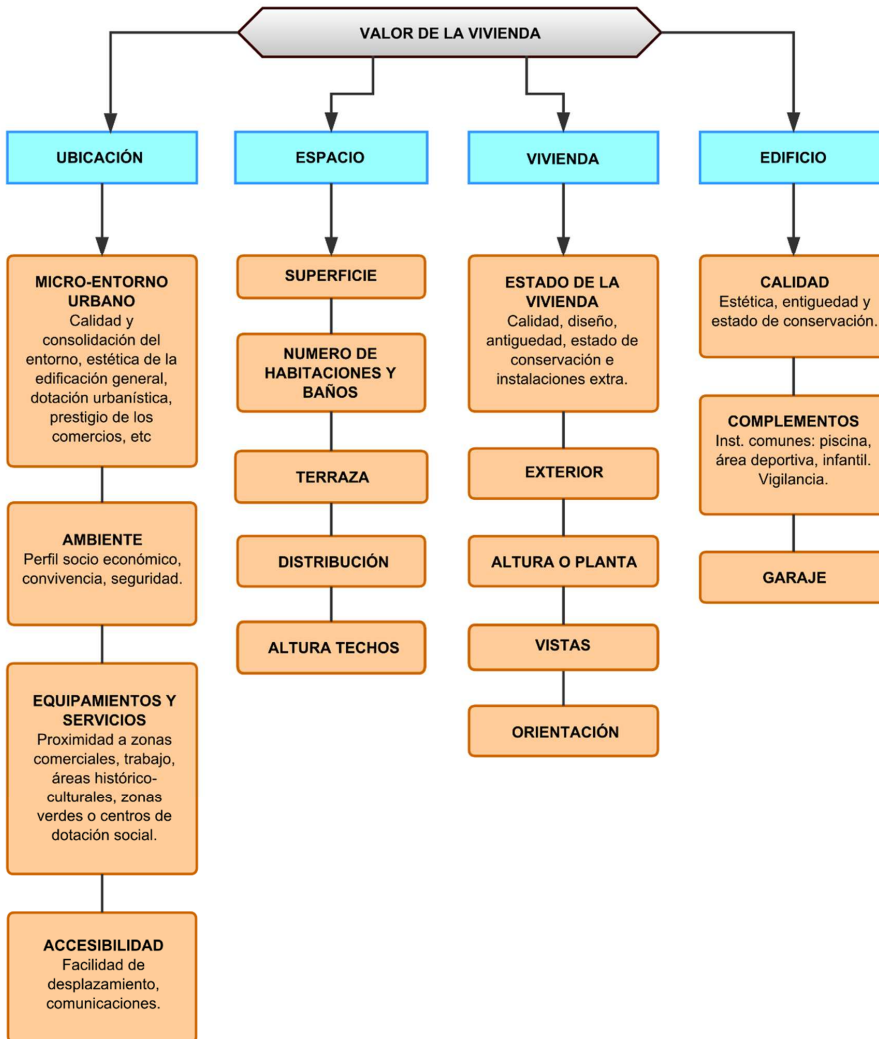 VALOR DE LA VIVIENDA
UBICACIÓN
MICRO-ENTORNO
URBANO
Calidad y
consolidación del
entorno, estética de la
edificación general,
dotación urbanística,
prestigio de los
comercios, etc
AMBIENTE
Perfil socio económico,
convivencia, seguridad.
EQUIPAMIENTOS Y
SERVICIOS
Proximidad a zonas
comerciales, trabajo,
áreas histórico-
culturales, zonas
verdes o centros de
dotación social.
ACCESIBILIDAD
Facilidad de
desplazamiento,
comunicaciones.
ESPACIO
SUPERFICIE
NUMERO DE
HABITACIONES Y
BAÑOS
TERRAZA
DISTRIBUCIÓN
ALTURA TECHOS
VIVIENDA
ESTADO DE LA
VIVIENDA
Calidad, diseño,
antiguedad, estado de
conservación e
instalaciones extra.
EXTERIOR
ALTURA O PLANTA
VISTAS
ORIENTACIÓN
EDIFICIO
CALIDAD
Estética, entiguedad y
estado de conservación.
COMPLEMENTOS
Inst. comunes: piscina,
área deportiva, infantil.
Vigilancia.
GARAJE